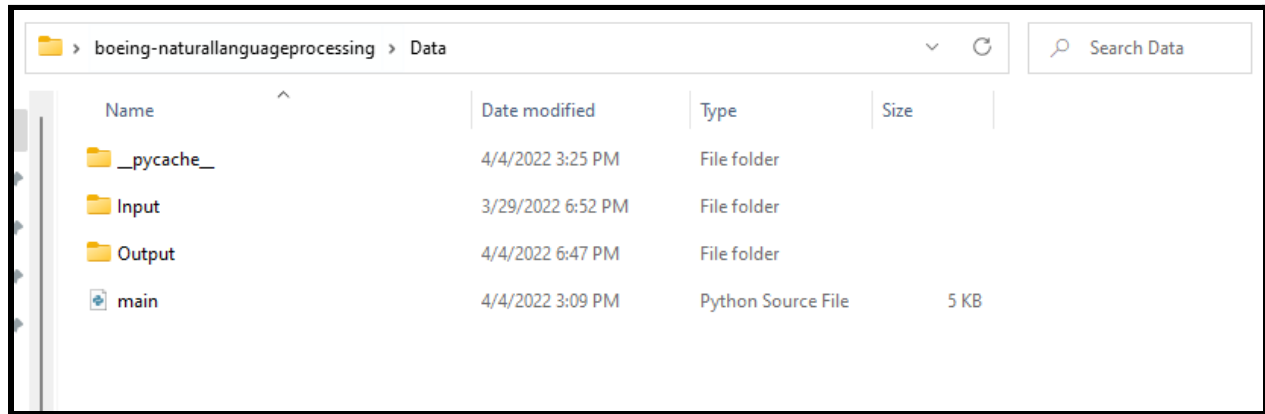 boeing-naturallanguageprocessing > Data Search Data
Name Date modified Type Size
__pycache__ 4/4/2022 3:25 PM File folder
Input 3/29/2022 6:52 PM File folder
Output 4/4/2022 6:47 PM File folder
main 4/4/2022 3:09 PM Python Source File 5 KB